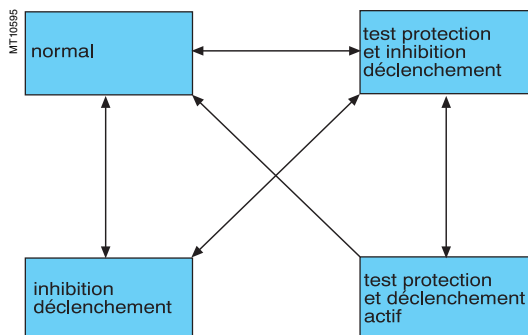 MT10595
normal
test protection
et inhibition
déclenchement
inhibition
déclenchement
test protection
et déclenchement
actif